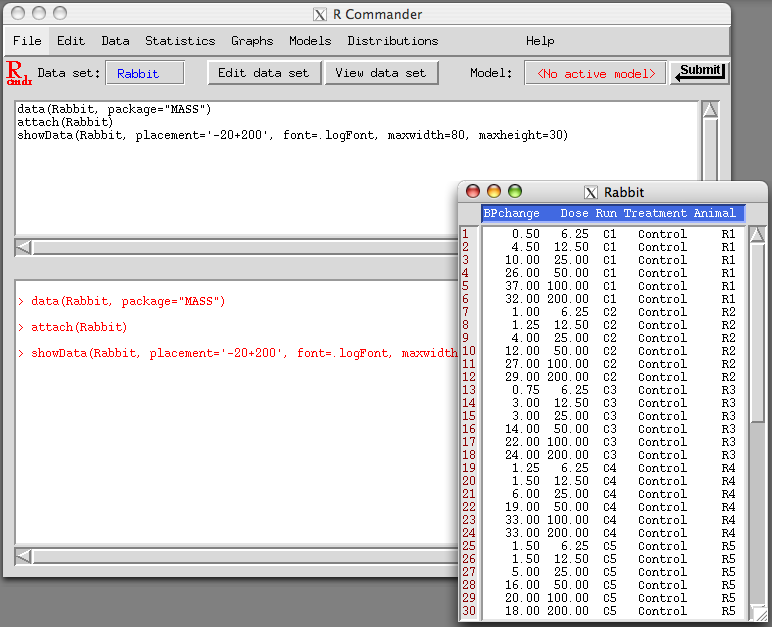 R Commander
File Edit Data Statistics Graphs Models Distributions Help
R cmdr Data set: Rabbit Edit data set View data set Model: <No active model> Submit
data(Rabbit, package="MASS")
attach(Rabbit)
showData(Rabbit, placement='-20+200', font=.logFont, maxwidth=80, maxheight=30)
> data(Rabbit, package="MASS")
> attach(Rabbit)
> showData(Rabbit, placement='-20+200', font=.logFont, maxwidth
Rabbit
BPchange Dose Run Treatment Animal
1 0.50 6.25 C1 Control R1
2 4.50 12.50 C1 Control R1
3 10.00 25.00 C1 Control R1
4 26.00 50.00 C1 Control R1
5 37.00 100.00 C1 Control R1
6 32.00 200.00 C1 Control R1
7 1.00 6.25 C2 Control R2
8 1.25 12.50 C2 Control R2
9 4.00 25.00 C2 Control R2
10 12.00 50.00 C2 Control R2
11 27.00 100.00 C2 Control R2
12 29.00 200.00 C2 Control R2
13 0.75 6.25 C3 Control R3
14 3.00 12.50 C3 Control R3
15 3.00 25.00 C3 Control R3
16 14.00 50.00 C3 Control R3
17 22.00 100.00 C3 Control R3
18 24.00 200.00 C3 Control R3
19 1.25 6.25 C4 Control R4
20 1.50 12.50 C4 Control R4
21 6.00 25.00 C4 Control R4
22 19.00 50.00 C4 Control R4
23 33.00 100.00 C4 Control R4
24 33.00 200.00 C4 Control R4
25 1.50 6.25 C5 Control R5
26 1.50 12.50 C5 Control R5
27 5.00 25.00 C5 Control R5
28 16.00 50.00 C5 Control R5
29 20.00 100.00 C5 Control R5
30 18.00 200.00 C5 Control R5